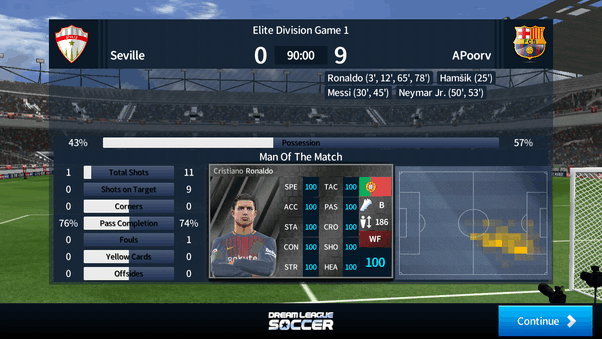 Elite Division Game 1
Seville 0 90:00 9 APoorv
Ronaldo (3', 12', 65', 78') Hamšik (25')
Messi (30', 45') Neymar Jr. (50', 53')
43% Possession 57%
Man Of The Match
1 Total Shots 11
0 Shots on Target 9
0 Corners 0
76% Pass Completion 74%
0 Fouls 1
0 Yellow Cards 0
0 Offsides 0
Cristiano Ronaldo
SPE 100 TAC 100
ACC 100 PAS 100 B
STA 100 CRO 100 186
CON 100 SHO 100 WF
STR 100 HEA 100 100
DREAM LEAGUE
SOCCER
Continue